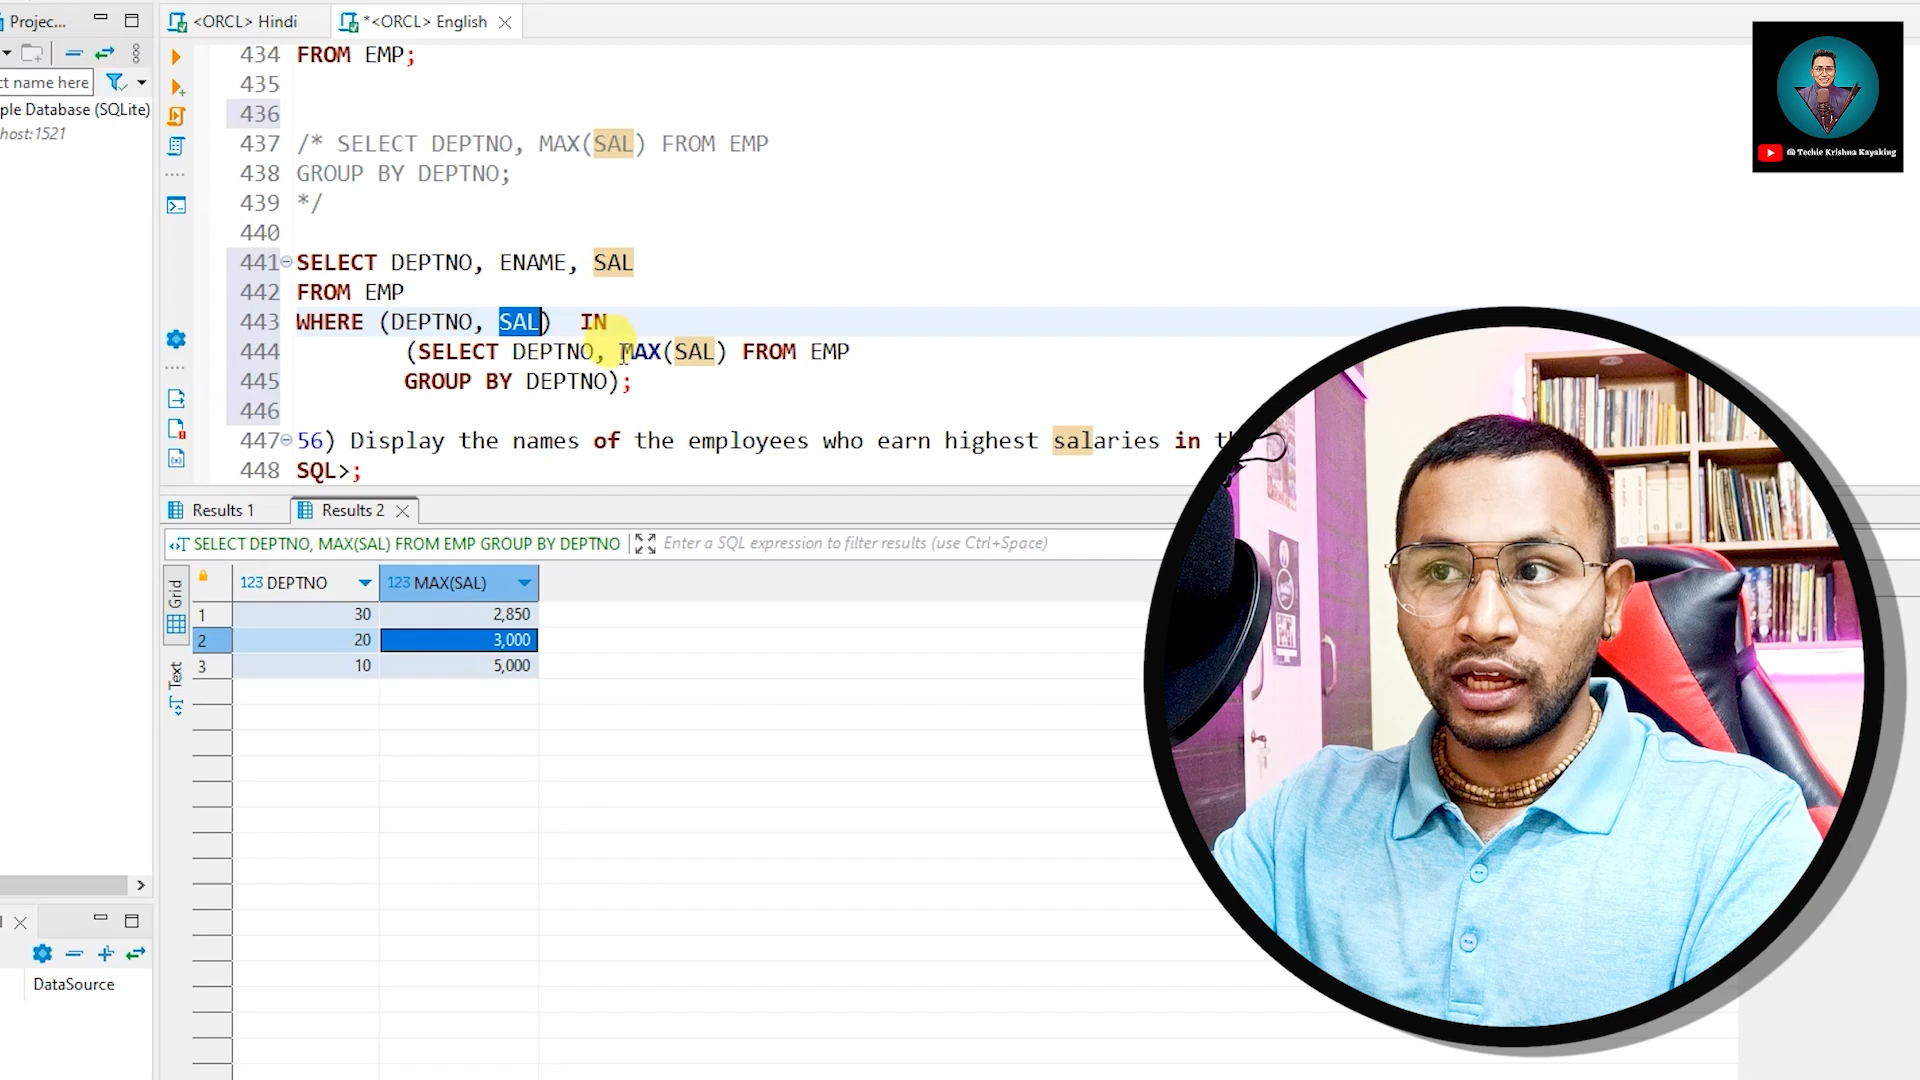 Projec...
<ORCL> Hindi
*<ORCL> English
ct name here
ple Database (SQLite)
host:1521
434 FROM EMP;
435
436
437 /* SELECT DEPTNO, MAX(SAL) FROM EMP
438 GROUP BY DEPTNO;
439 */
440
441 SELECT DEPTNO, ENAME, SAL
442 FROM EMP
443 WHERE (DEPTNO, SAL) IN
444 (SELECT DEPTNO, MAX(SAL) FROM EMP
445 GROUP BY DEPTNO);
446
447 56) Display the names of the employees who earn highest salaries in
448 SQL>;
Techie Krishna Kayaking
Results 1
Results 2
SELECT DEPTNO, MAX(SAL) FROM EMP GROUP BY DEPTNO
Enter a SQL expression to filter results (use Ctrl+Space)
Grid
Text
123 DEPTNO
123 MAX(SAL)
1 30 2,850
2 20 3,000
3 10 5,000
DataSource